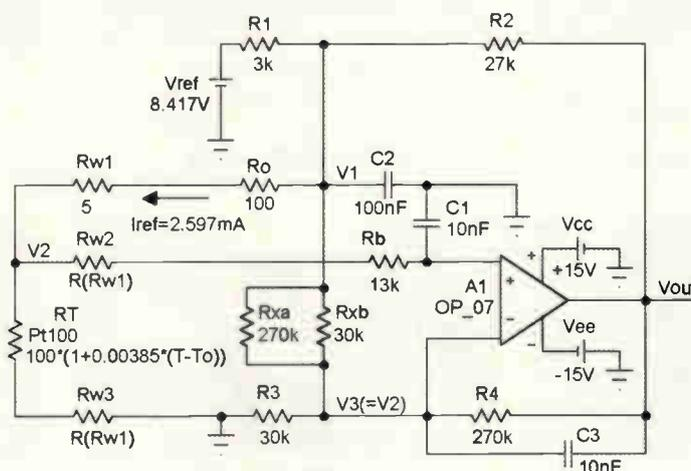 R1
3k
R2
27k
Vref
8.417V
Rw1
5
Ro
100
V1
C2
100nF
Iref=2.597mA
C1
10nF
V2
Rw2
R(Rw1)
Rb
13k
Vcc
+15V
A1
OP_07
Vou
RT
Pt100
100*(1+0.00385*(T-To))
Rxa
270k
Rxb
30k
Vee
-15V
Rw3
R(Rw1)
R3
30k
V3(=V2)
R4
270k
C3
10nF